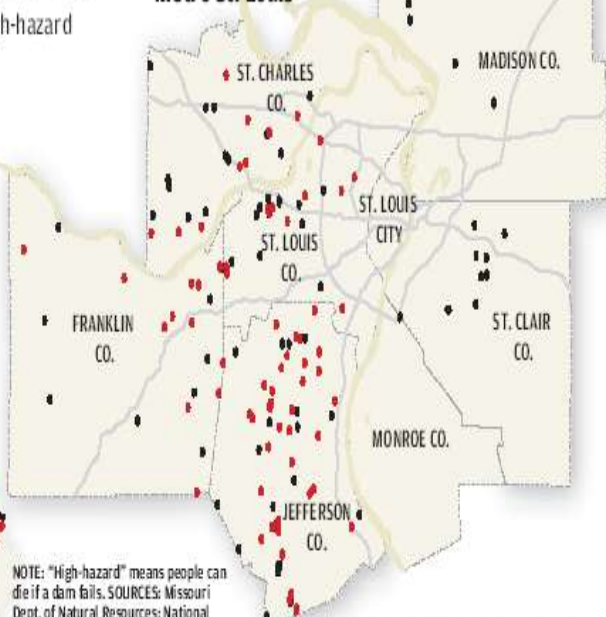 h-hazard
MADISON CO.
ST. CHARLES
CO.
ST. LOUIS
CITY
ST. LOUIS
CO.
FRANKLIN
CO.
ST. CLAIR
CO.
MONROE CO.
JEFFERSON
CO.
NOTE: "High-hazard" means people can
die if a dam fails. SOURCES: Missouri
Dept. of Natural Resources; National